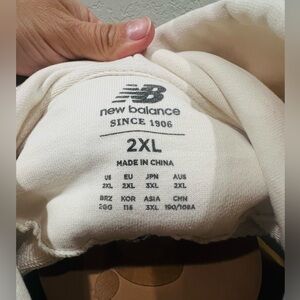 NB
new balance
SINCE 1906
2XL
MADE IN CHINA
US EU JPN AUS
2XL 2XL 3XL 2XL
BRZ KOR ASIA CHN
2GG 115 3XL 190/108A